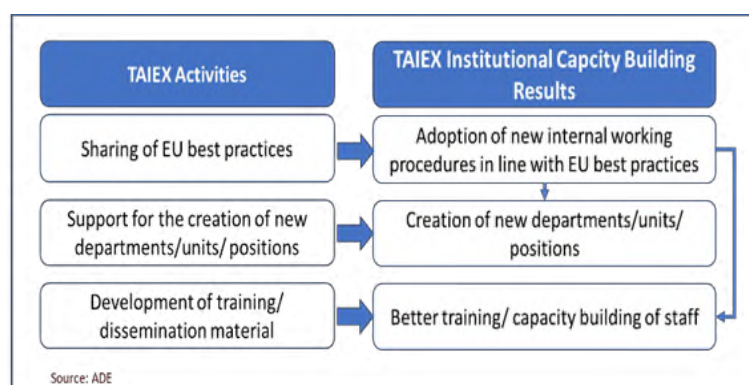 TAIEX Activities
TAIEX Institutional Capcity Building
Results
Sharing of EU best practices
Adoption of new internal working
procedures in line with EU best practices
Support for the creation of new
departments/units/ positions
Creation of new departments/units/
positions
Development of training/
dissemination material
Better training/ capacity building of staff
Source: ADE